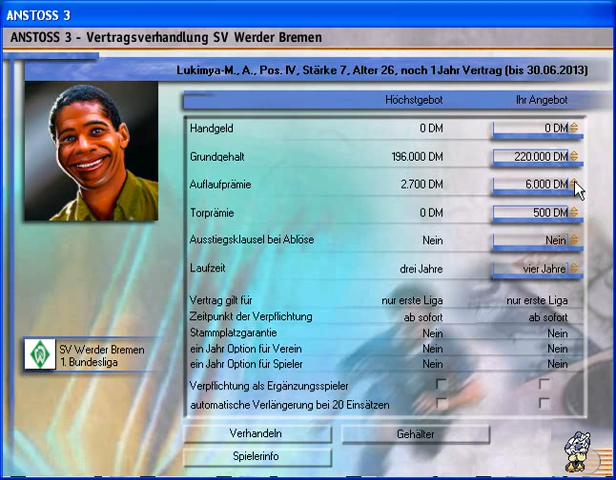 ANSTOSS 3
ANSTOSS 3 - Vertragsverhandlung SV Werder Bremen
Lukimya-M., A., Pos. IV, Stärke 7, Alter 26, noch 1 Jahr Vertrag (bis 30.06.2013)
Höchstgebot Ihr Angebot
Handgeld 0 DM 0 DM
Grundgehalt 196.000 DM 220.000 DM
Auflaufprämie 2.700 DM 6.000 DM
Torprämie 0 DM 500 DM
Ausstiegsklausel bei Ablöse Nein Nein
Laufzeit drei Jahre vier Jahre
Vertrag gilt für nur erste Liga nur erste Liga
Zeitpunkt der Verpflichtung ab sofort ab sofort
Stammplatzgarantie Nein Nein
ein Jahr Option für Verein Nein Nein
ein Jahr Option für Spieler Nein Nein
Verpflichtung als Ergänzungsspieler
automatische Verlängerung bei 20 Einsätzen
SV Werder Bremen
1. Bundesliga
Verhandeln Gehälter
Spielerinfo